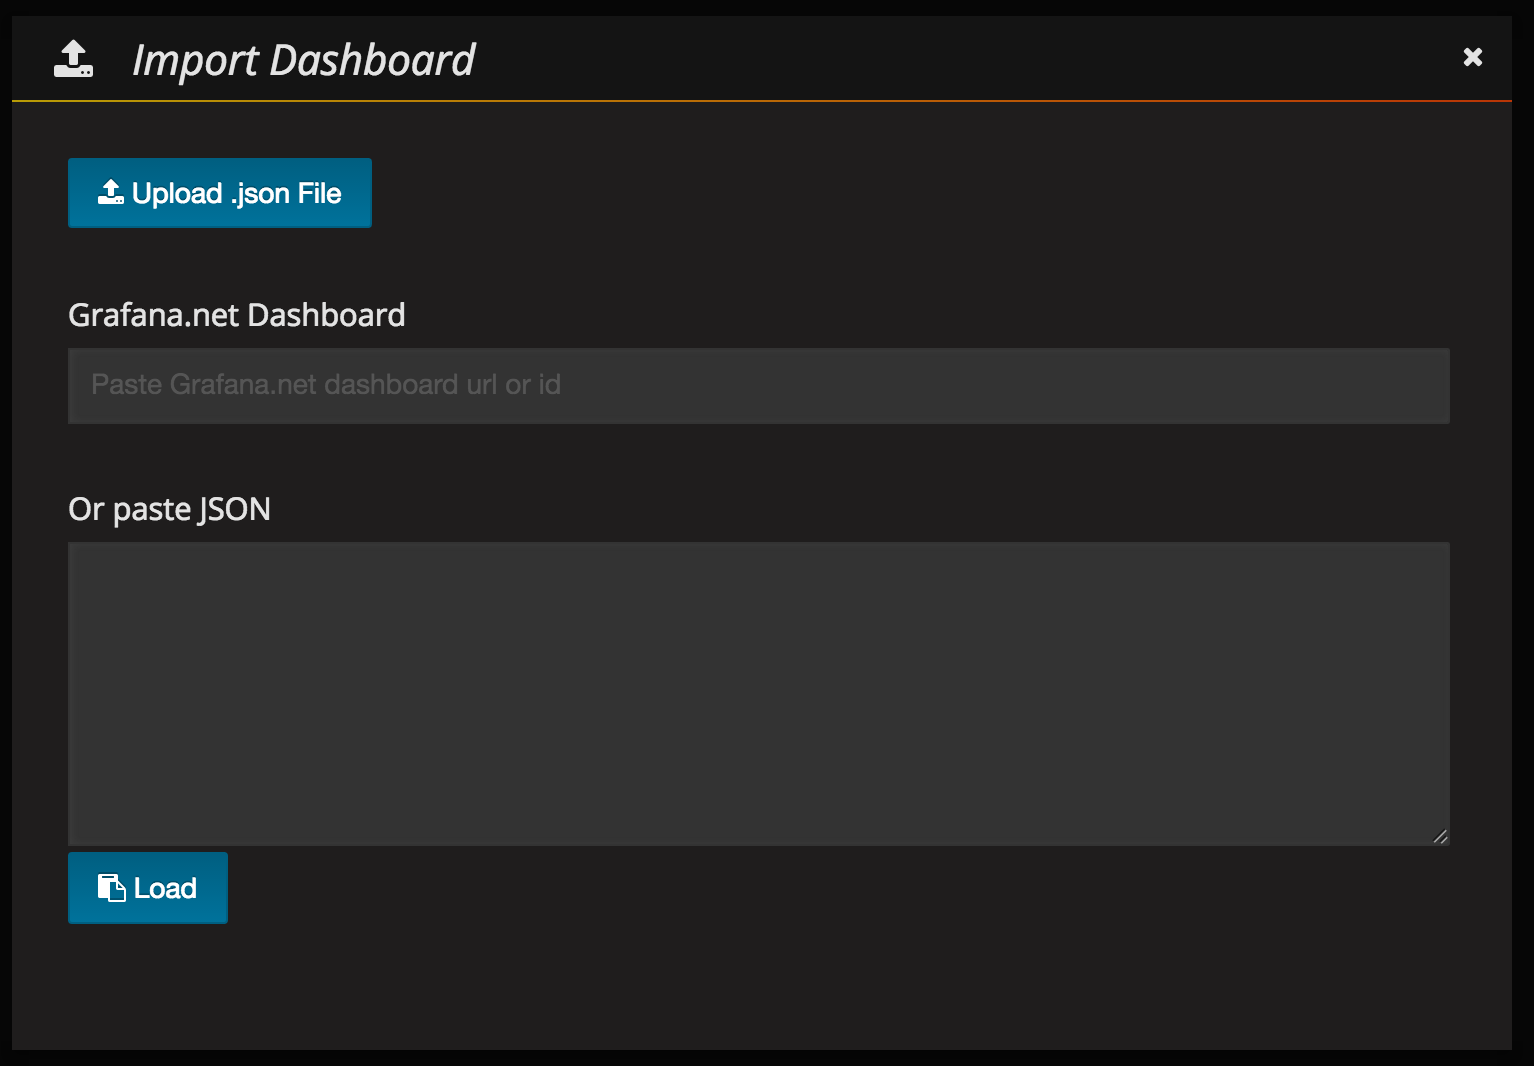 Import Dashboard
Upload .json File
Grafana.net Dashboard
Paste Grafana.net dashboard url or id
Or paste JSON
Load